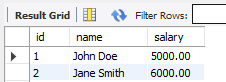 Result Grid Filter Rows:
id name salary
1 John Doe 5000.00
2 Jane Smith 6000.00